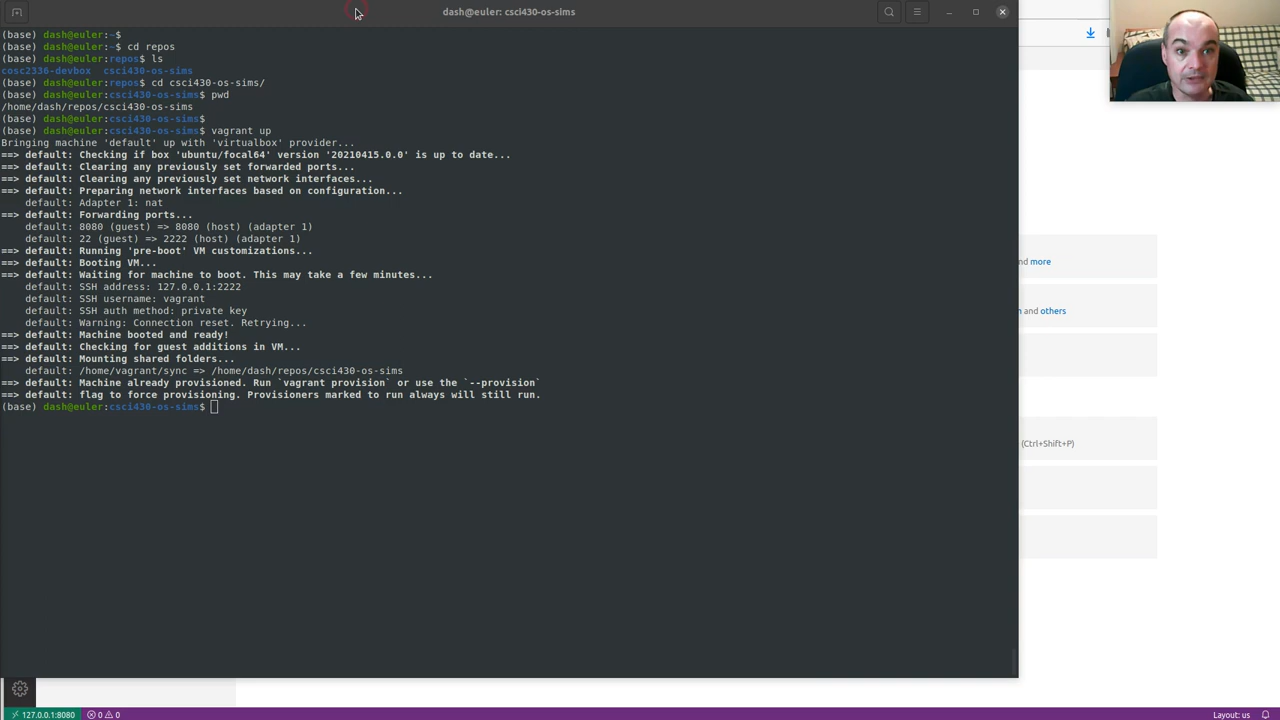 dash@euler: csci430-os-sims
(base) dash@euler:~$
(base) dash@euler:~$ cd repos
(base) dash@euler:repos$ ls
cosc2336-devbox  csci430-os-sims
(base) dash@euler:repos$ cd csci430-os-sims/
(base) dash@euler:csci430-os-sims$ pwd
/home/dash/repos/csci430-os-sims
(base) dash@euler:csci430-os-sims$
(base) dash@euler:csci430-os-sims$ vagrant up
Bringing machine 'default' up with 'virtualbox' provider...
==> default: Checking if box 'ubuntu/focal64' version '20210415.0.0' is up to date...
==> default: Clearing any previously set forwarded ports...
==> default: Clearing any previously set network interfaces...
==> default: Preparing network interfaces based on configuration...
    default: Adapter 1: nat
==> default: Forwarding ports...
    default: 8080 (guest) => 8080 (host) (adapter 1)
    default: 22 (guest) => 2222 (host) (adapter 1)
==> default: Running 'pre-boot' VM customizations...
==> default: Booting VM...
==> default: Waiting for machine to boot. This may take a few minutes...
    default: SSH address: 127.0.0.1:2222
    default: SSH username: vagrant
    default: SSH auth method: private key
    default: Warning: Connection reset. Retrying...
==> default: Machine booted and ready!
==> default: Checking for guest additions in VM...
==> default: Mounting shared folders...
    default: /home/vagrant/sync => /home/dash/repos/csci430-os-sims
==> default: Machine already provisioned. Run `vagrant provision` or use the `--provision`
==> default: flag to force provisioning. Provisioners marked to run always will still run.
(base) dash@euler:csci430-os-sims$
nd more
and others
(Ctrl+Shift+P)
127.0.0.1:8080
0 0
Layout: us